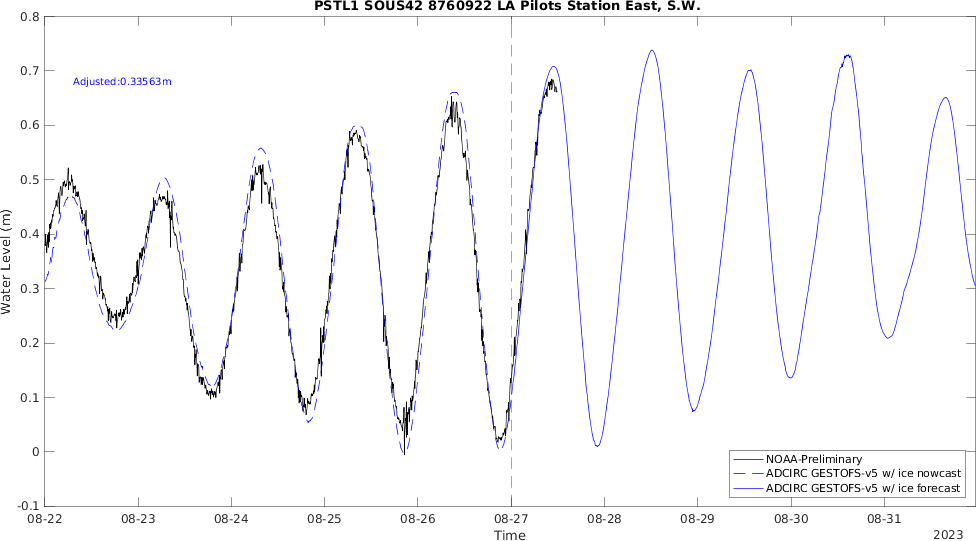 PSTL1 SOUS42 8760922 LA Pilots Station East, S.W.
0.8
0.7
0.6
0.5
0.4
0.3
0.2
0.1
0
-0.1
Water Level (m)
Adjusted:0.33563m
NOAA-Preliminary
ADCIRC GESTOFS-v5 w/ ice nowcast
ADCIRC GESTOFS-v5 w/ ice forecast
08-22 08-23 08-24 08-25 08-26 08-27 08-28 08-29 08-30 08-31
Time
2023